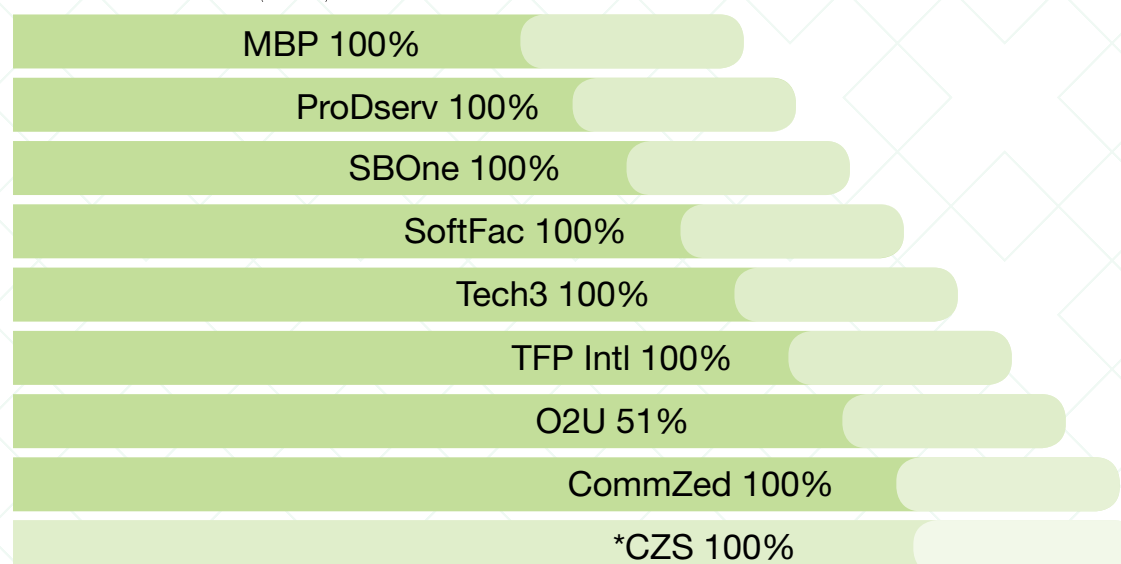 MBP 100%
ProDserv 100%
SBOne 100%
SoftFac 100%
Tech3 100%
TFP Intl 100%
O2U 51%
CommZed 100%
*CZS 100%